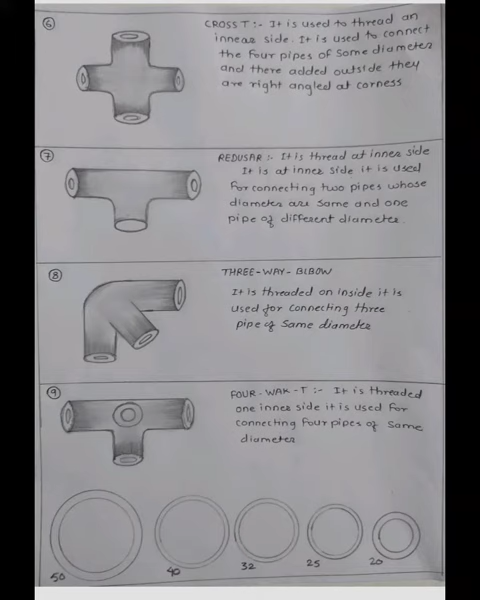 6
CROSS T :- It is used to thread an
innear side. It is used to connect
the four pipes of same diameter
and there added outside they
are right angled at corness
7
REDUSAR :- It is thread at inner side
It is at inner side it is used
for connecting two pipes whose
diameter are same and one
pipe of different diameter.
8
THREE-WAY-BLBOW
It is threaded on inside it is
used for connecting three
pipe of same diameter
9
FOUR-WAK-T :- It is threaded
one inner side it is used for
connecting four pipes of same
diameter
50 40 32 25 20